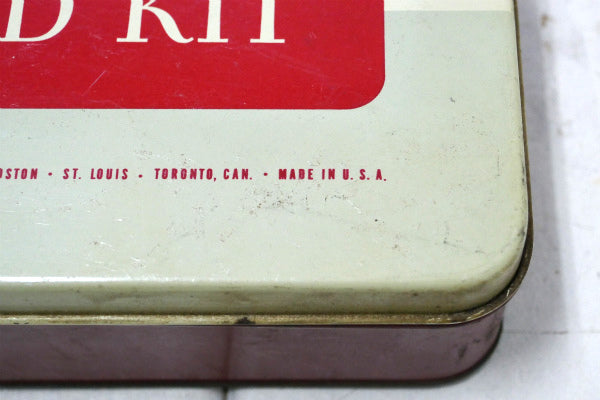 D KIT
OSTON • ST. LOUIS • TORONTO, CAN. • MADE IN U.S.A.